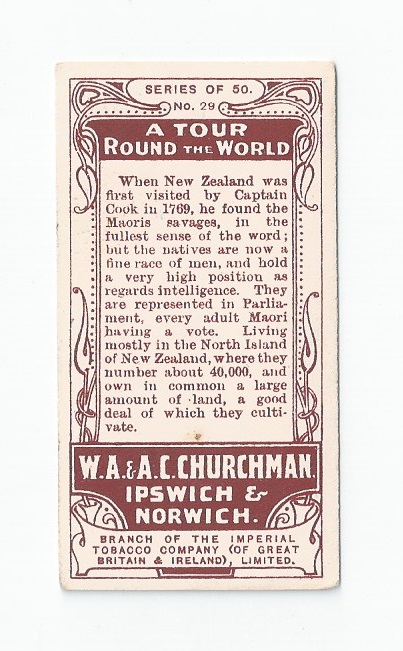 SERIES OF 50.
No. 29
A TOUR
ROUND THE WORLD
When New Zealand was
first visited by Captain
Cook in 1769, he found the
Maoris savages, in the
fullest sense of the word;
but the natives are now a
fine race of men, and hold
a very high position as
regards intelligence. They
are represented in Parlia-
ment, every adult Maori
having a vote. Living
mostly in the North Island
of New Zealand, where they
number about 40,000, and
own in common a large
amount of land, a good
deal of which they culti-
vate.
W.A. & A.C. CHURCHMAN.
IPSWICH &
NORWICH.
BRANCH OF THE IMPERIAL
TOBACCO COMPANY (OF GREAT
BRITAIN & IRELAND), LIMITED.